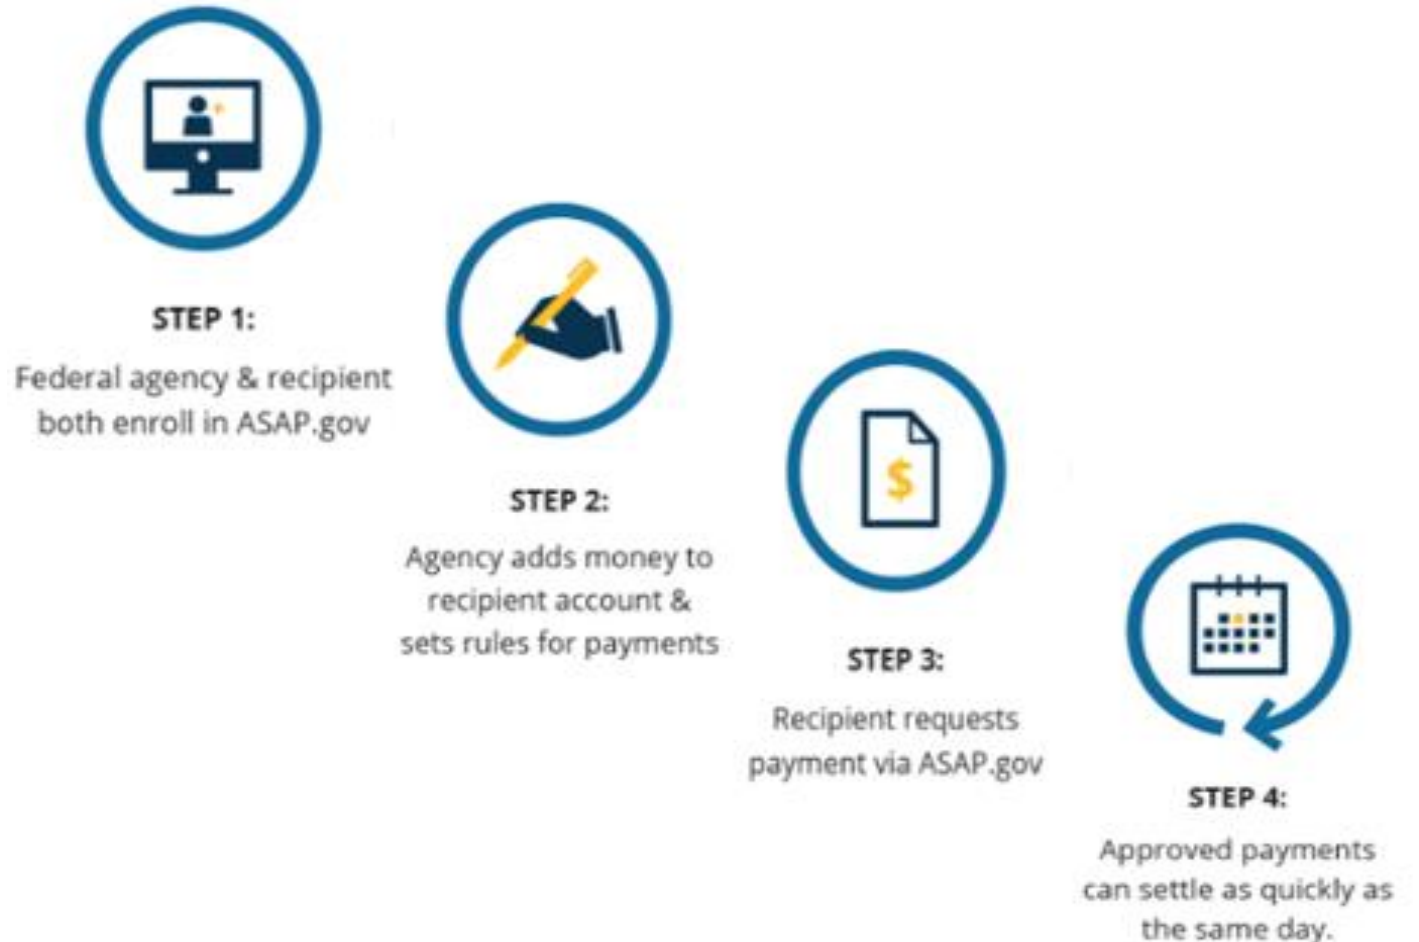 STEP 1:
Federal agency & recipient
both enroll in ASAP.gov
STEP 2:
Agency adds money to
recipient account &
sets rules for payments
$
STEP 3:
Recipient requests
payment via ASAP.gov
STEP 4:
Approved payments
can settle as quickly as
the same day.